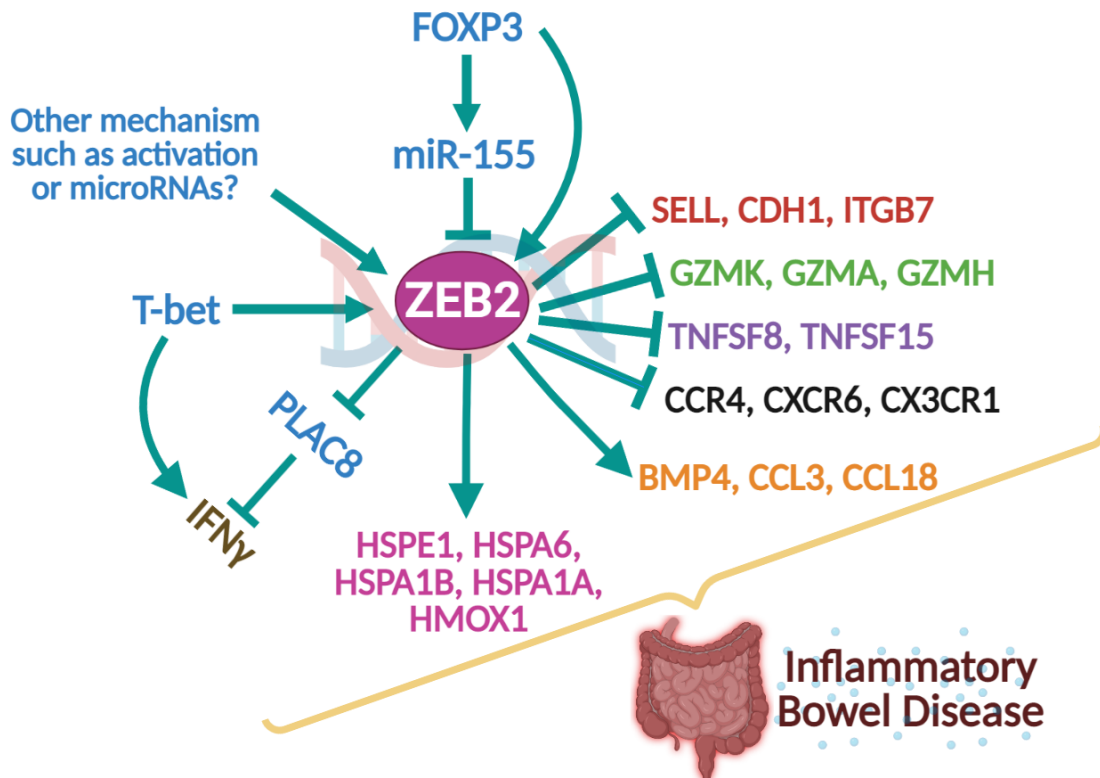 FOXP3
Other mechanism
such as activation
or microRNAs?
miR-155
SELL, CDH1, ITGB7
GZMK, GZMA, GZMH
ZEB2
T-bet
TNFSF8, TNFSF15
CCR4, CXCR6, CX3CR1
PLAC8
BMP4, CCL3, CCL18
IFNγ
HSPE1, HSPA6,
HSPA1B, HSPA1A,
HMOX1
Inflammatory
Bowel Disease